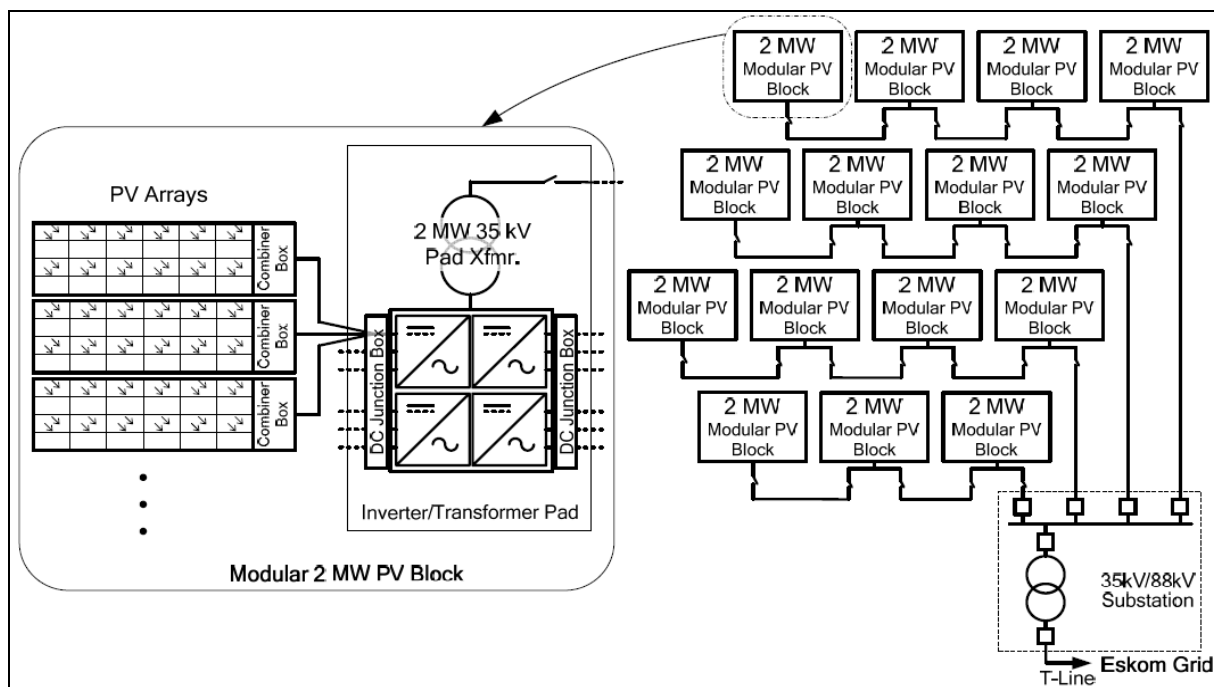 PV Arrays
Combiner
Box
Combiner
Box
Combiner
Box
2 MW 35 kV
Pad Xfmr.
DC Junction Box
DC Junction Box
Inverter/Transformer Pad
Modular 2 MW PV Block
2 MW
Modular PV
Block
2 MW
Modular PV
Block
2 MW
Modular PV
Block
2 MW
Modular PV
Block
2 MW
Modular PV
Block
2 MW
Modular PV
Block
2 MW
Modular PV
Block
2 MW
Modular PV
Block
2 MW
Modular PV
Block
2 MW
Modular PV
Block
2 MW
Modular PV
Block
2 MW
Modular PV
Block
2 MW
Modular PV
Block
2 MW
Modular PV
Block
2 MW
Modular PV
Block
35kV/88kV
Substation
Eskom Grid
T-Line